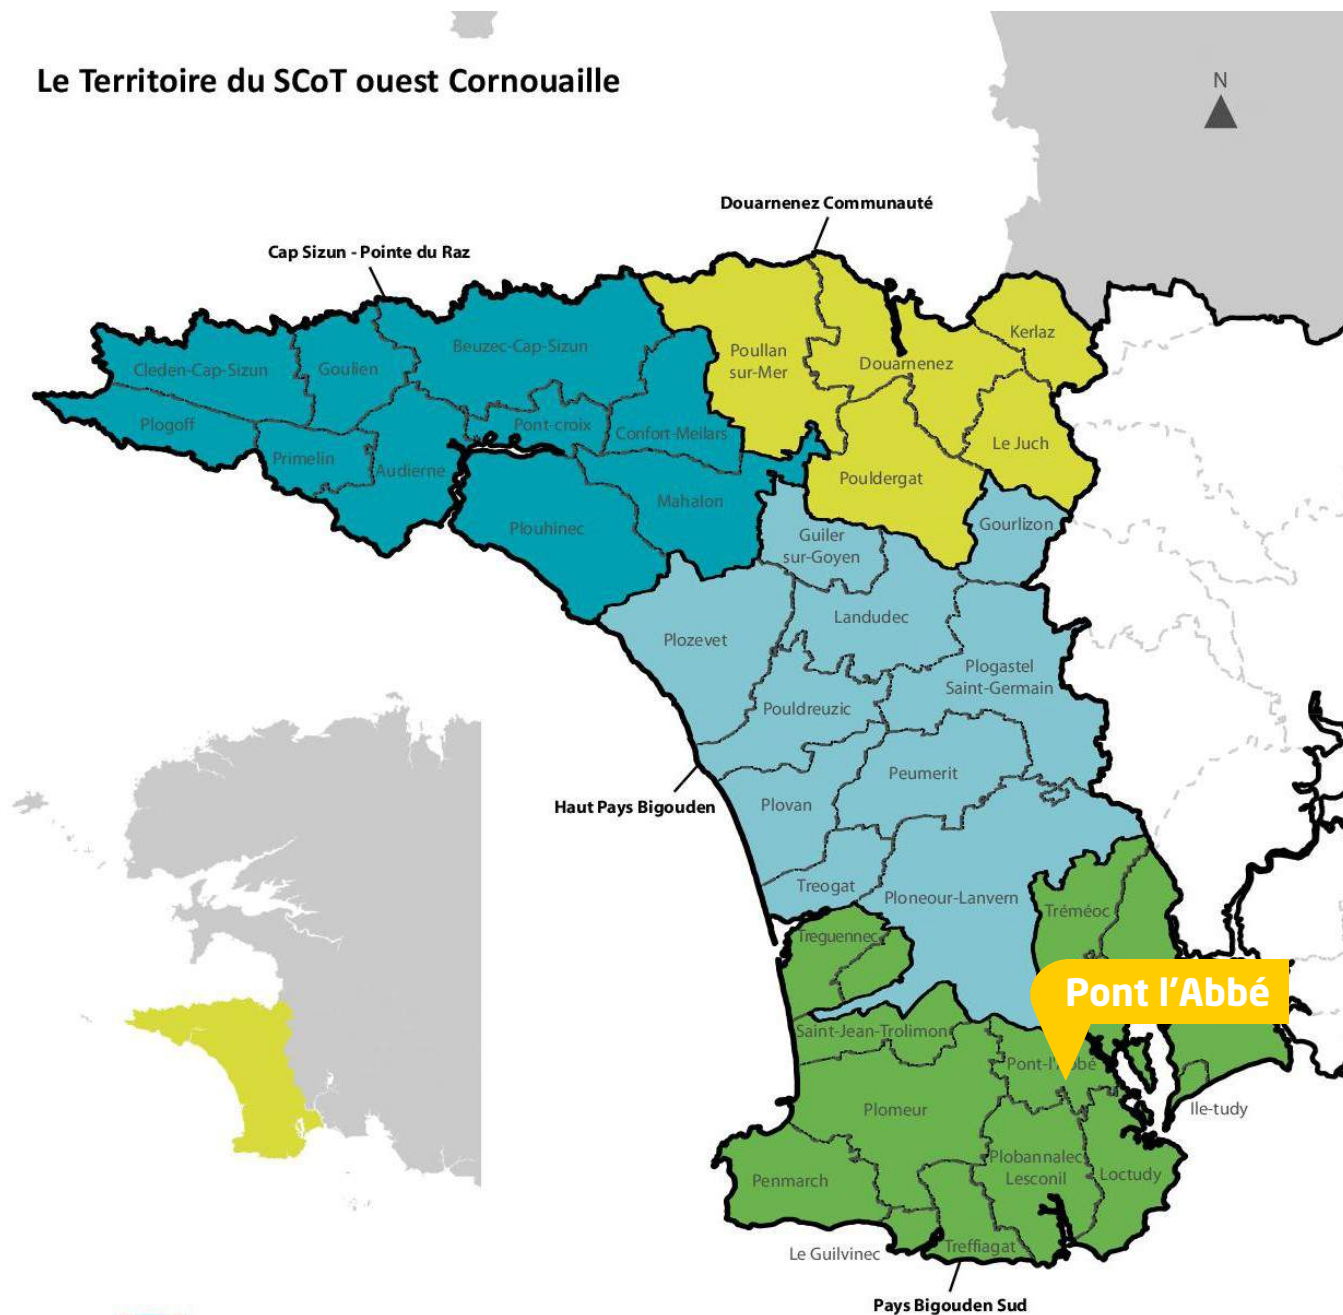 Le Territoire du SCoT ouest Cornouaille
N
Douarnenez Communauté
Cap Sizun - Pointe du Raz
Kerlaz
Beuzec-Cap-Sizun
Poullan
sur-Mer
Douarnenez
Cleden-Cap-Sizun
Goulien
Plogoff
Pont-croix
Confort-Meilars
Le Juch
Primelin
Audierne
Pouldergat
Mahalon
Plouhinec
Gourlizon
Guiler
sur-Goyen
Landudec
Plozevet
Plogastel
Saint-Germain
Pouldreuzic
Peumerit
Haut Pays Bigouden
Plovan
Treogat
Ploneour-Lanvern
Tréméoc
Treguennec
Pont l'Abbé
Saint-Jean-Trolimon
Pont-l'Abbé
Plomeur
Ile-tudy
Plobannalec
Lesconil
Loctudy
Penmarch
Le Guilvinec
Treffiagat
Pays Bigouden Sud